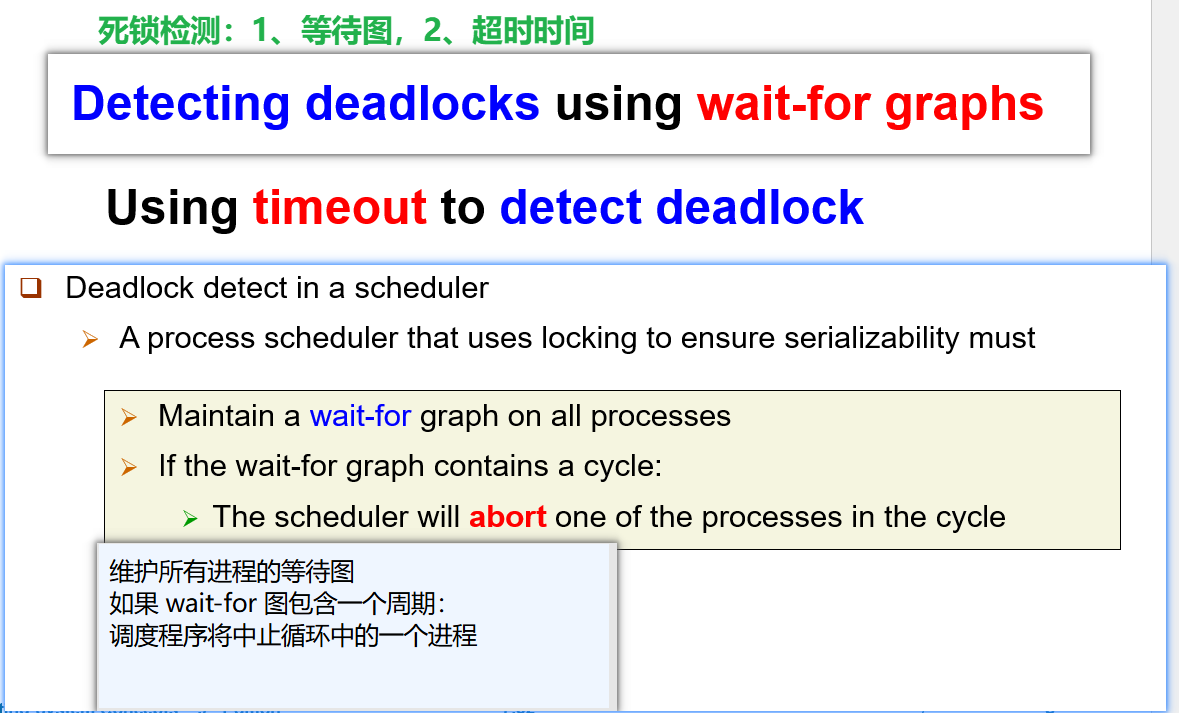 死锁检测：1、等待图，2、超时时间
Detecting deadlocks using wait-for graphs
Using timeout to detect deadlock
Deadlock detect in a scheduler
A process scheduler that uses locking to ensure serializability must
Maintain a wait-for graph on all processes
If the wait-for graph contains a cycle:
The scheduler will abort one of the processes in the cycle
维护所有进程的等待图
如果 wait-for 图包含一个周期：
调度程序将中止循环中的一个进程